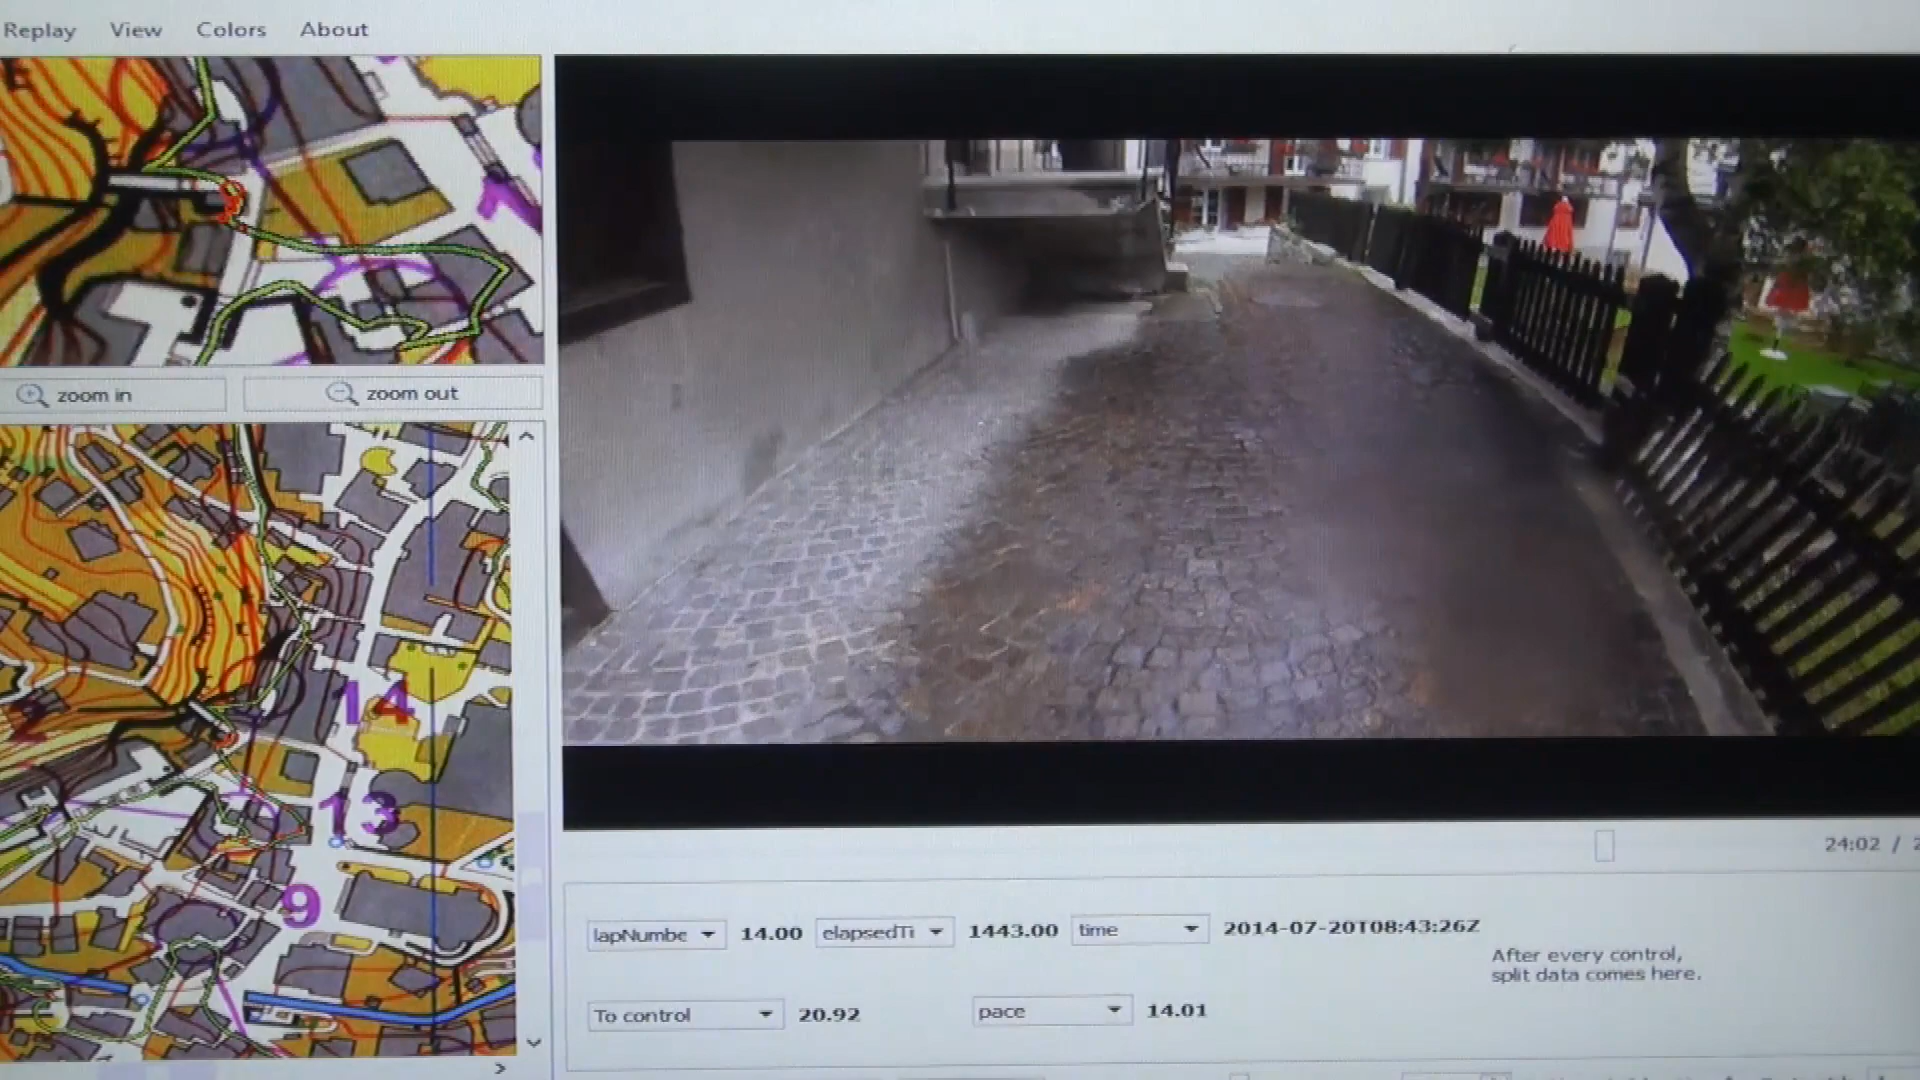 Replay View Colors About
1
zoom in zoom out
14
13
9
24:02 / 2
lapNumbe 14.00 elapsedTi 1443.00 time 2014-07-20T08:43:26Z
After every control,
split data comes here.
To control 20.92 pace 14.01